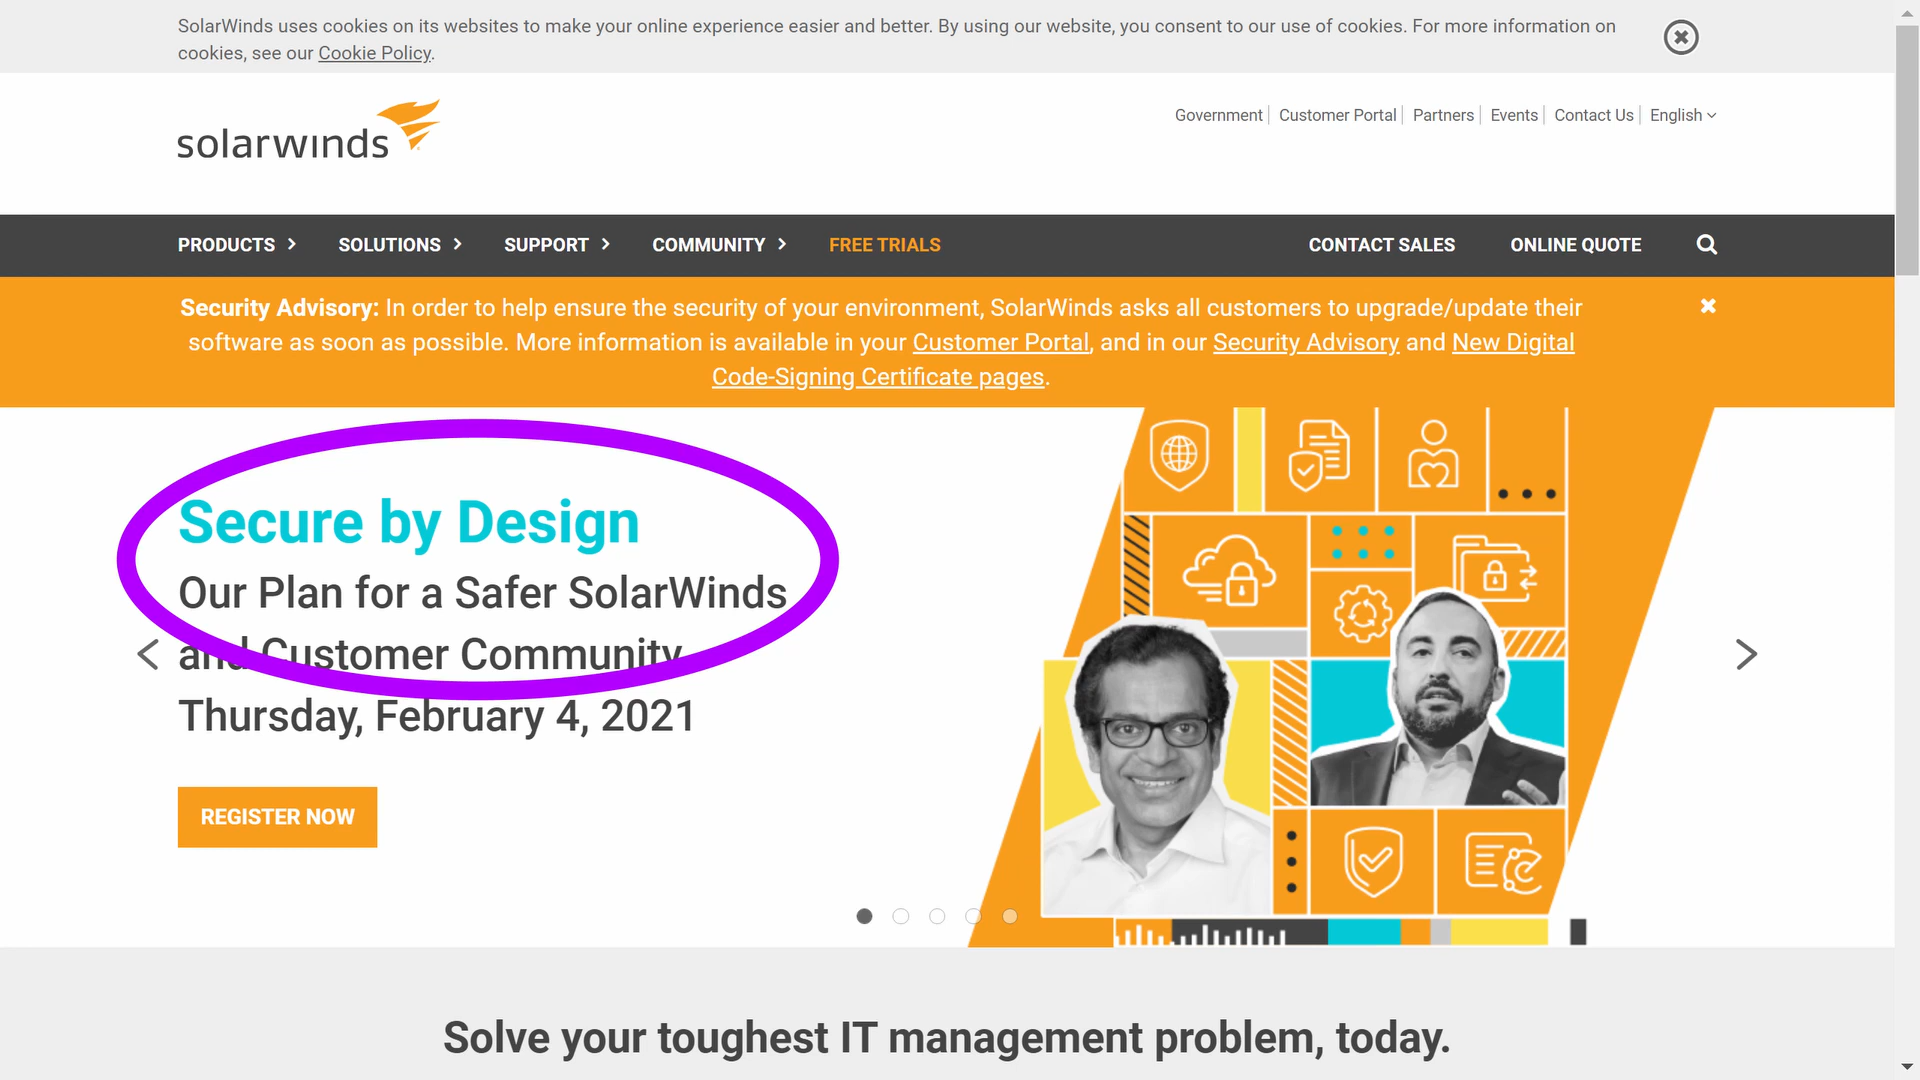 SolarWinds uses cookies on its websites to make your online experience easier and better. By using our website, you consent to our use of cookies. For more information on
cookies, see our Cookie Policy.
solarwinds
Government
Customer Portal
Partners
Events
Contact Us
English
PRODUCTS
SOLUTIONS
SUPPORT
COMMUNITY
FREE TRIALS
CONTACT SALES
ONLINE QUOTE
Security Advisory: In order to help ensure the security of your environment, SolarWinds asks all customers to upgrade/update their
software as soon as possible. More information is available in your Customer Portal, and in our Security Advisory and New Digital
Code-Signing Certificate pages.
Secure by Design
Our Plan for a Safer SolarWinds
and Customer Community
Thursday, February 4, 2021
REGISTER NOW
Solve your toughest IT management problem, today.